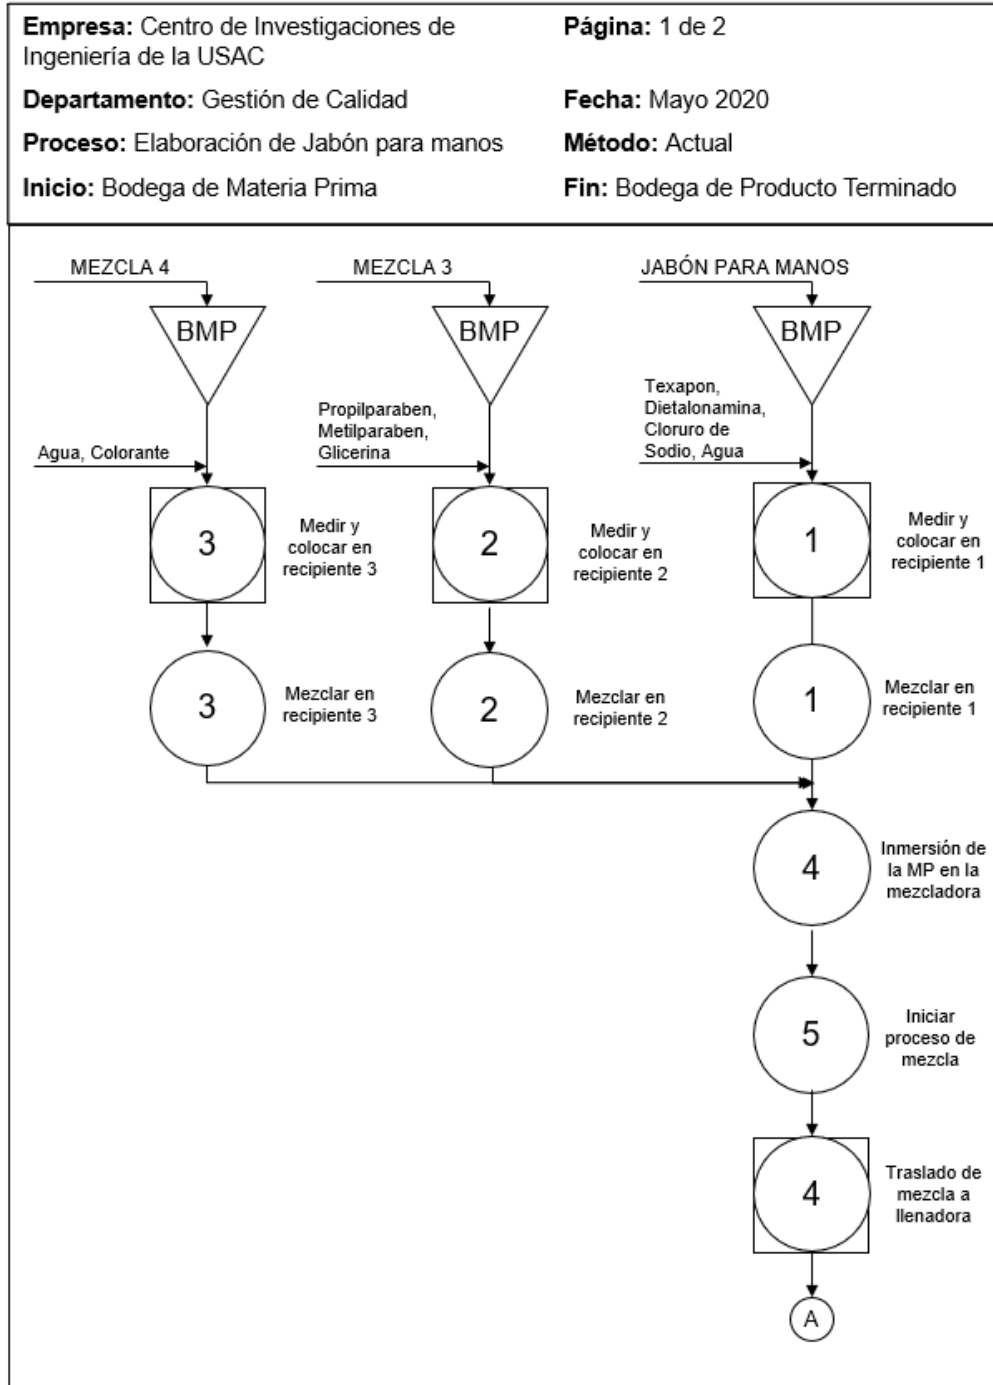 Empresa: Centro de Investigaciones de
Ingeniería de la USAC
Página: 1 de 2
Departamento: Gestión de Calidad
Fecha: Mayo 2020
Proceso: Elaboración de Jabón para manos
Método: Actual
Inicio: Bodega de Materia Prima
Fin: Bodega de Producto Terminado
MEZCLA 4
MEZCLA 3
JABÓN PARA MANOS
BMP
BMP
BMP
Agua, Colorante
Propilparaben,
Metilparaben,
Glicerina
Texapon,
Dietalonamina,
Cloruro de
Sodio, Agua
3
Medir y
colocar en
recipiente 3
2
Medir y
colocar en
recipiente 2
1
Medir y
colocar en
recipiente 1
3
Mezclar en
recipiente 3
2
Mezclar en
recipiente 2
1
Mezclar en
recipiente 1
4
Inmersión de
la MP en la
mezcladora
5
Iniciar
proceso de
mezcla
4
Traslado de
mezcla a
llenadora
A